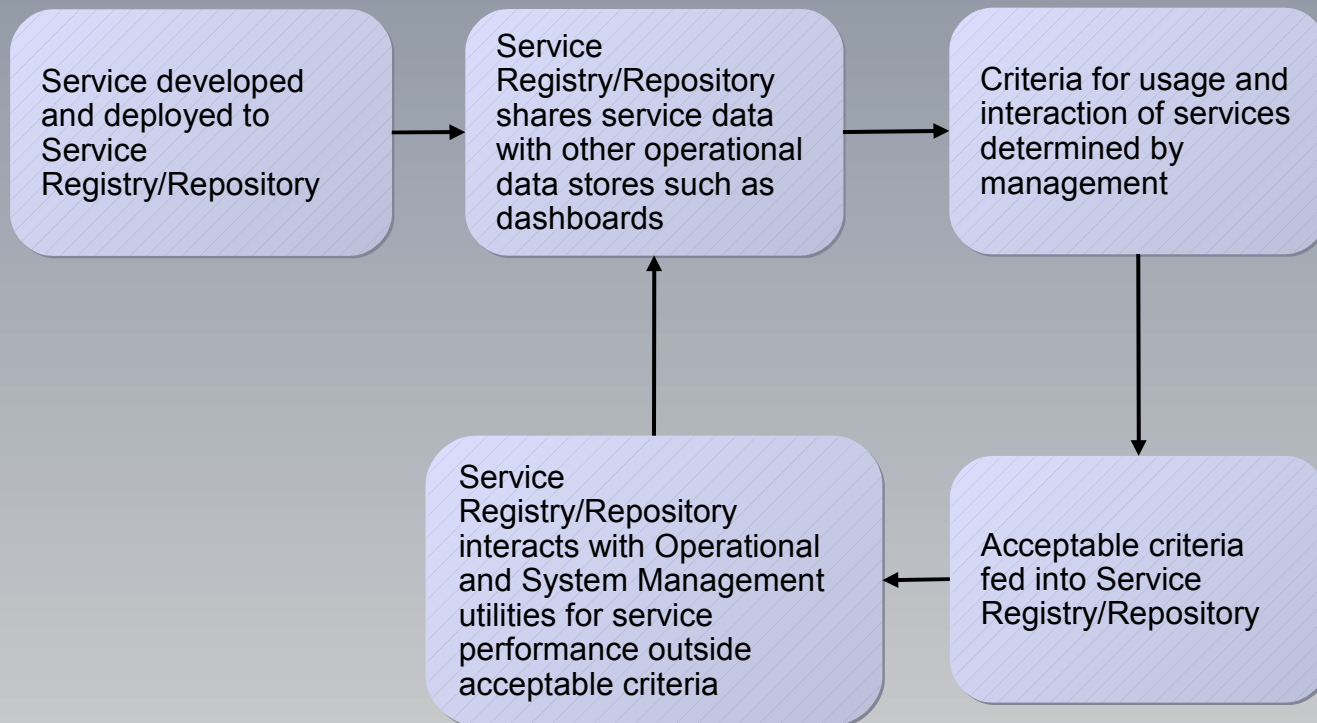 Service developed
and deployed to
Service
Registry/Repository
Service
Registry/Repository
shares service data
with other operational
data stores such as
dashboards
Criteria for usage and
interaction of services
determined by
management
Service
Registry/Repository
interacts with Operational
and System Management
utilities for service
performance outside
acceptable criteria
Acceptable criteria
fed into Service
Registry/Repository